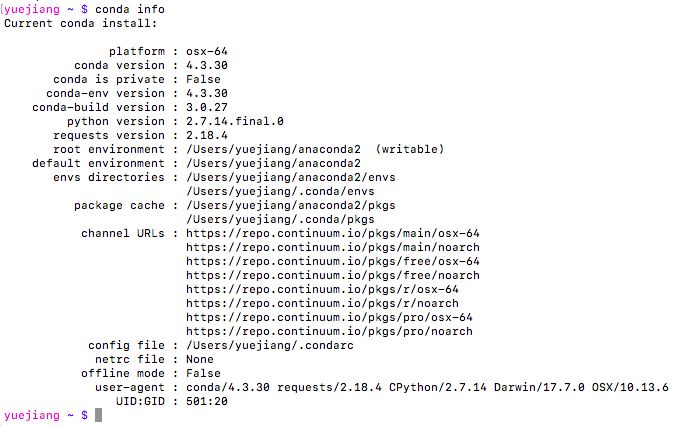 [yuejiang ~ $ conda info
Current conda install:
platform : osx-64
conda version : 4.3.30
conda is private : False
conda-env version : 4.3.30
conda-build version : 3.0.27
python version : 2.7.14.final.0
requests version : 2.18.4
root environment : /Users/yuejiang/anaconda2  (writable)
default environment : /Users/yuejiang/anaconda2
envs directories : /Users/yuejiang/anaconda2/envs
/Users/yuejiang/.conda/envs
package cache : /Users/yuejiang/anaconda2/pkgs
/Users/yuejiang/.conda/pkgs
channel URLs : https://repo.continuum.io/pkgs/main/osx-64
https://repo.continuum.io/pkgs/main/noarch
https://repo.continuum.io/pkgs/free/osx-64
https://repo.continuum.io/pkgs/free/noarch
https://repo.continuum.io/pkgs/r/osx-64
https://repo.continuum.io/pkgs/r/noarch
https://repo.continuum.io/pkgs/pro/osx-64
https://repo.continuum.io/pkgs/pro/noarch
config file : /Users/yuejiang/.condarc
netrc file : None
offline mode : False
user-agent : conda/4.3.30 requests/2.18.4 CPython/2.7.14 Darwin/17.7.0 OSX/10.13.6
UID:GID : 501:20
yuejiang ~ $